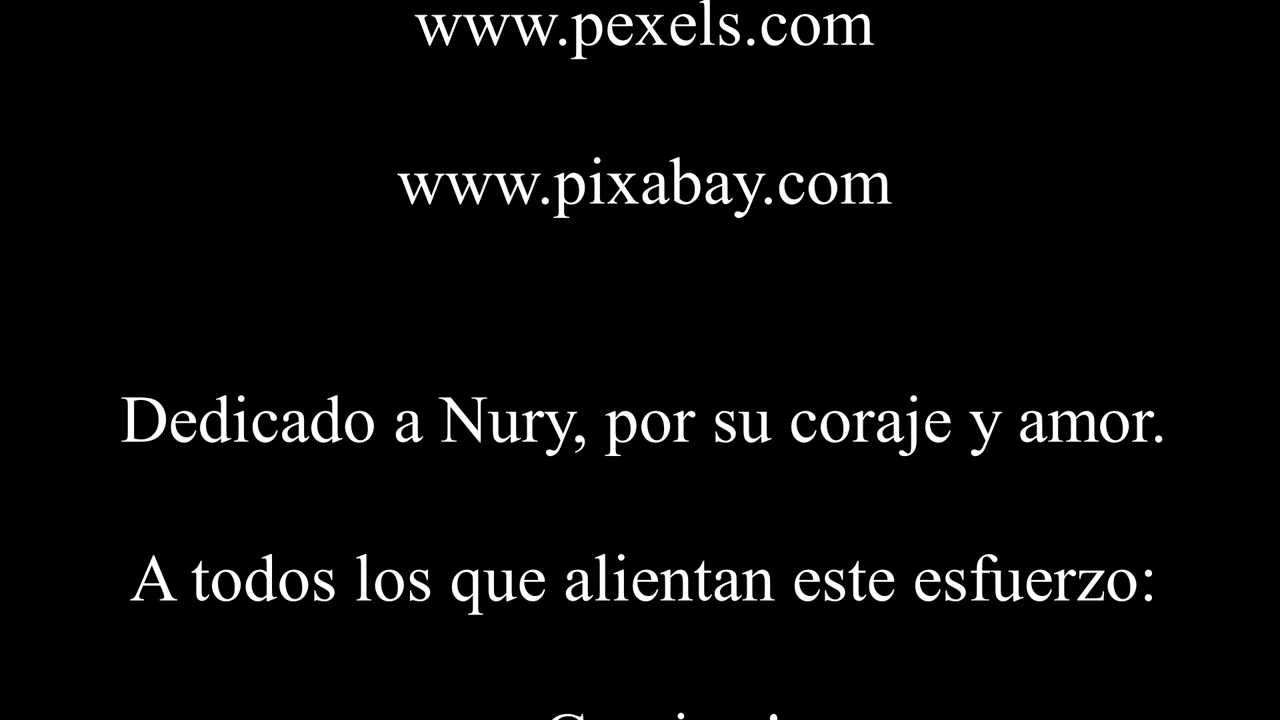 www.pexels.com
www.pixabay.com
Dedicado a Nury, por su coraje y amor.
A todos los que alientan este esfuerzo: